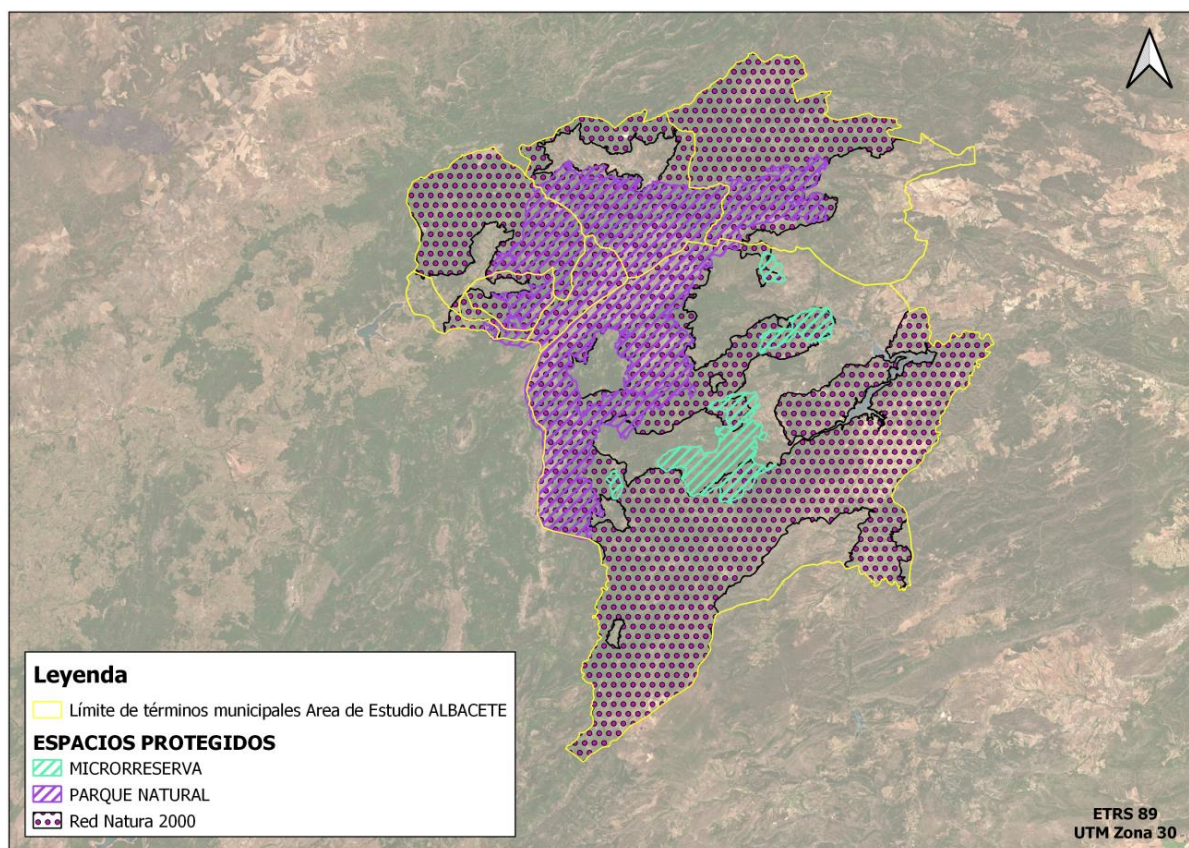 Leyenda
Límite de términos municipales Area de Estudio ALBACETE
ESPACIOS PROTEGIDOS
MICRORRESERVA
PARQUE NATURAL
Red Natura 2000
ETRS 89
UTM Zona 30